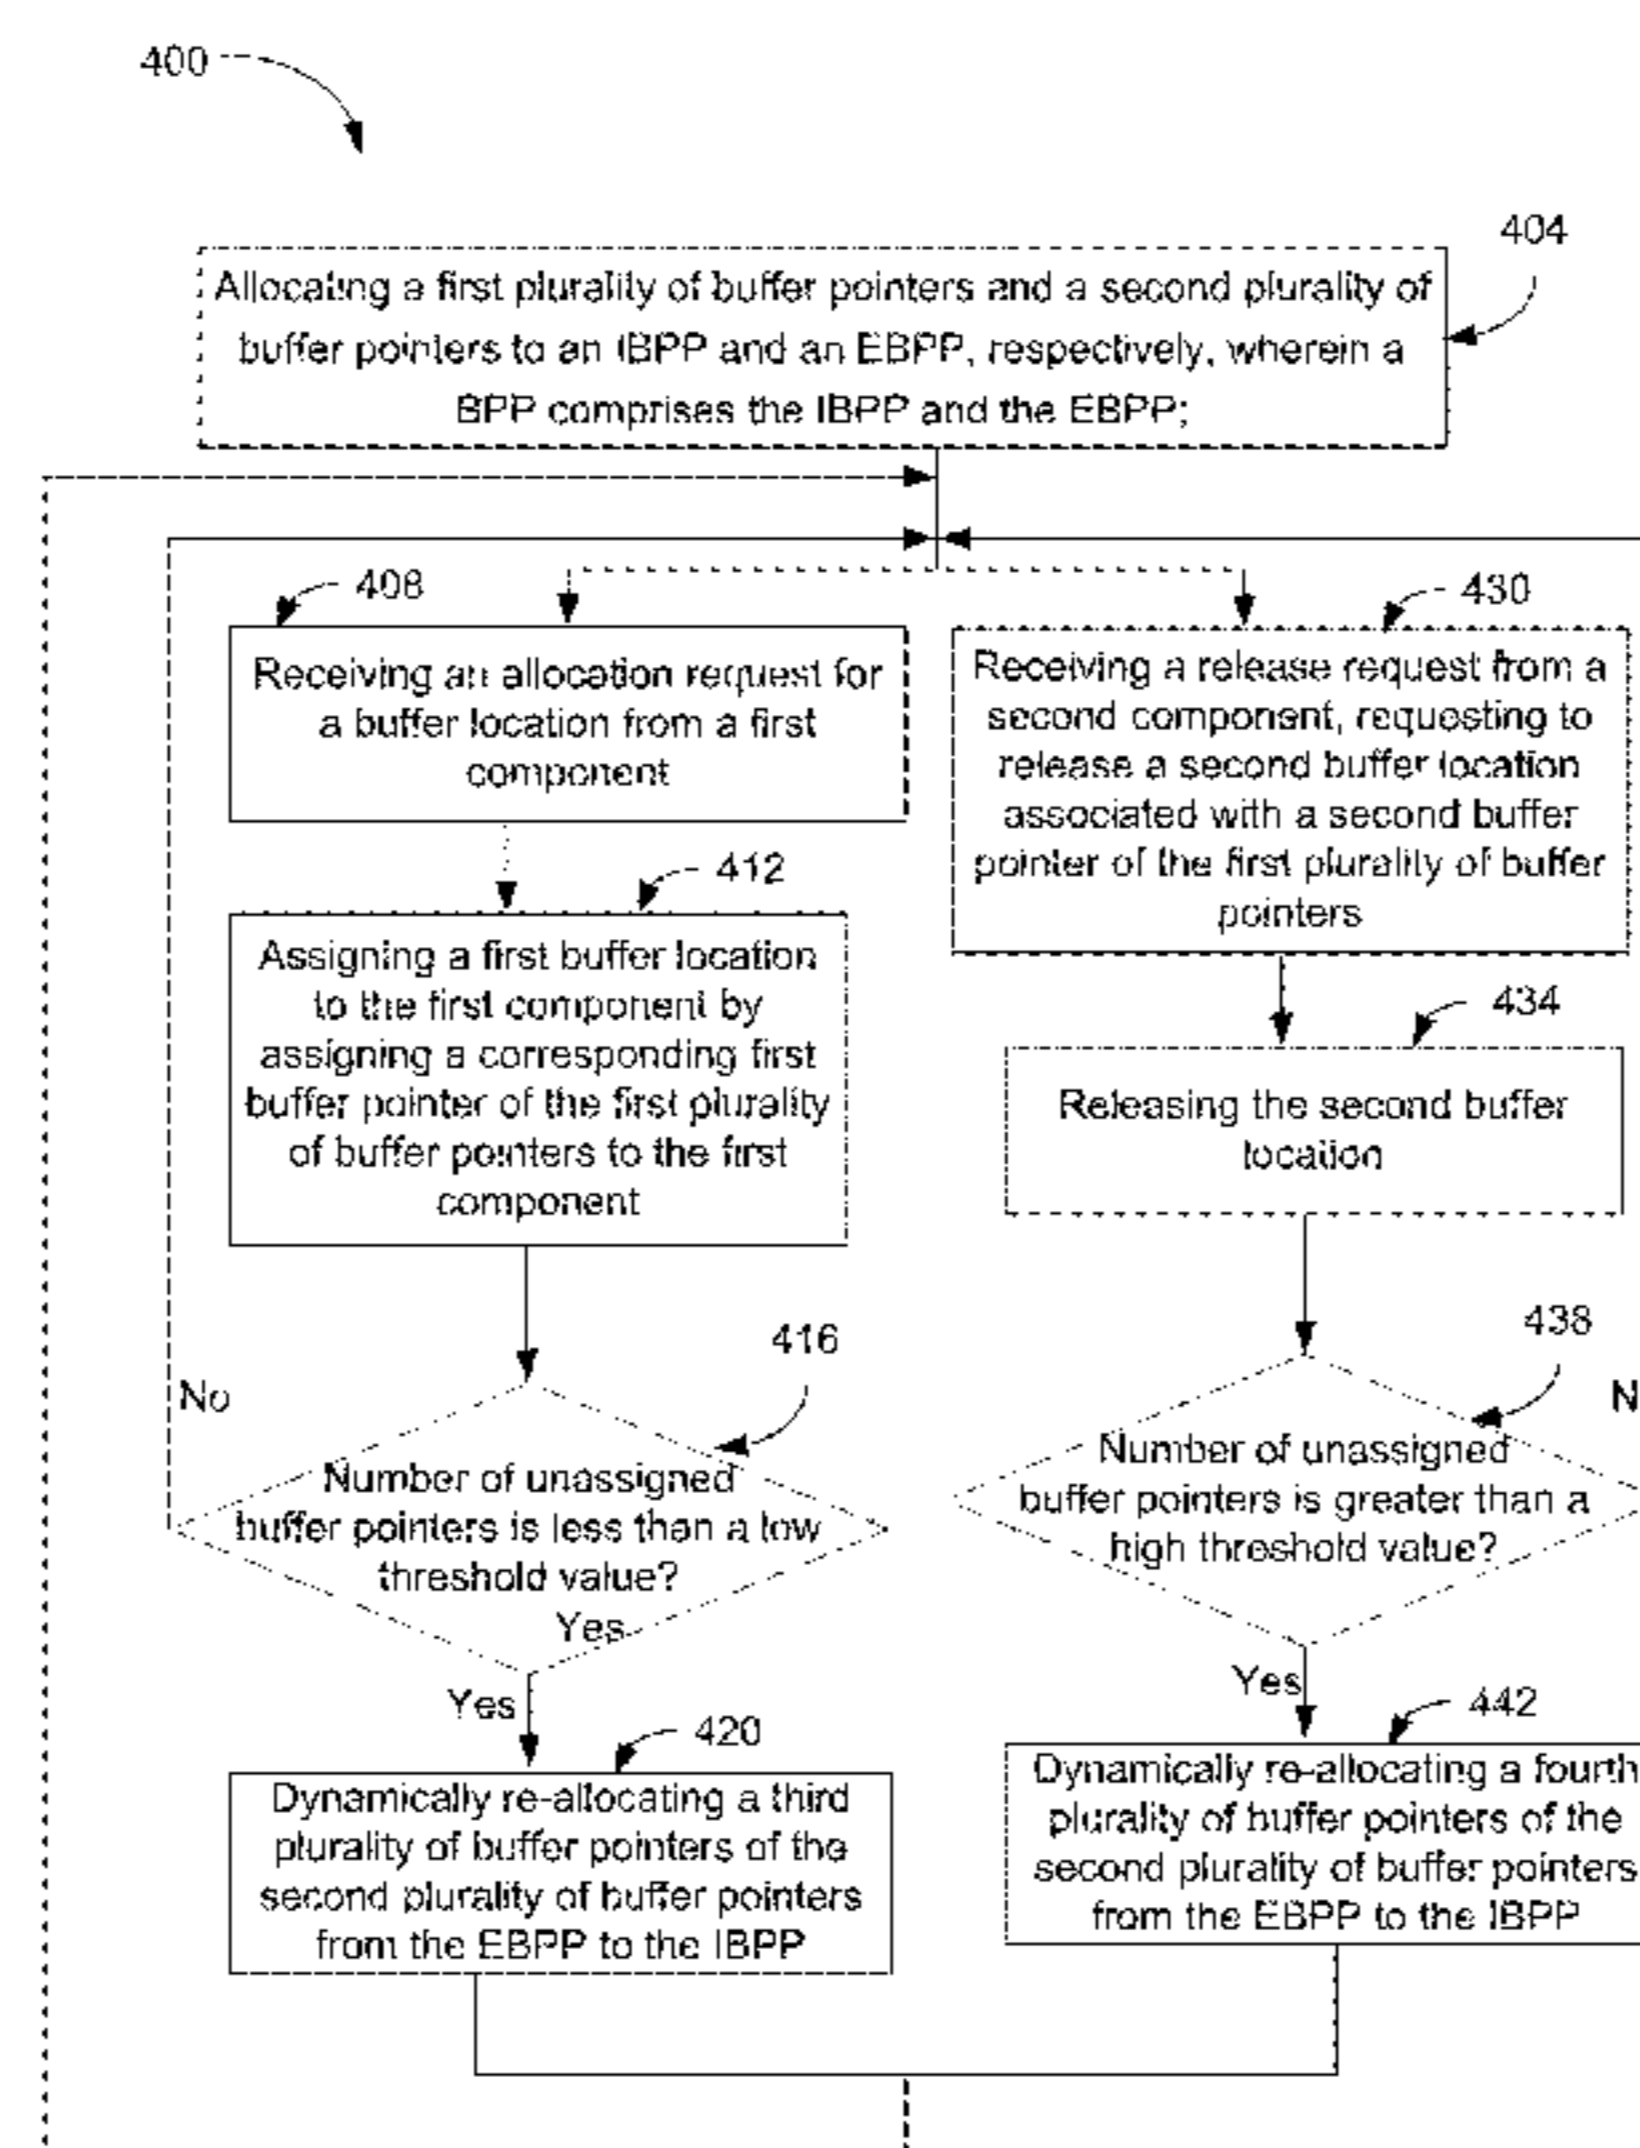 400
404
Allocating a first plurality of buffer pointers and a second plurality of
buffer pointers to an IBPP and an EBPP, respectively, wherein a
BPP comprises the IBPP and the EBPP;
408
Receiving an allocation request for
a buffer location from a first
component
412
Assigning a first buffer location
to the first component by
assigning a corresponding first
buffer pointer of the first plurality
of buffer pointers to the first
component
416
No
Number of unassigned
buffer pointers is less than a low
threshold value?
Yes
Yes
420
Dynamically re-allocating a third
plurality of buffer pointers of the
second plurality of buffer pointers
from the EBPP to the IBPP
430
Receiving a release request from a
second component, requesting to
release a second buffer location
associated with a second buffer
pointer of the first plurality of buffer
pointers
434
Releasing the second buffer
location
438
N
Number of unassigned
buffer pointers is greater than a
high threshold value?
Yes
442
Dynamically re-allocating a fourth
plurality of buffer pointers of the
second plurality of buffer pointers
from the EBPP to the IBPP